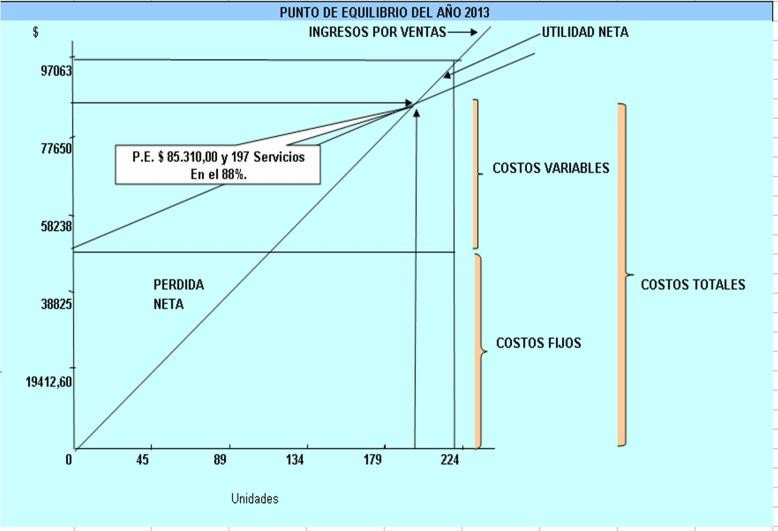 PUNTO DE EQUILIBRIO DEL AÑO 2013
$
INGRESOS POR VENTAS
UTILIDAD NETA
97063
77650
P.E. $ 85.310,00 y 197 Servicios
En el 88%.
COSTOS VARIABLES
58238
PERDIDA
NETA
38825
COSTOS TOTALES
COSTOS FIJOS
19412,60
0 45 89 134 179 224
Unidades